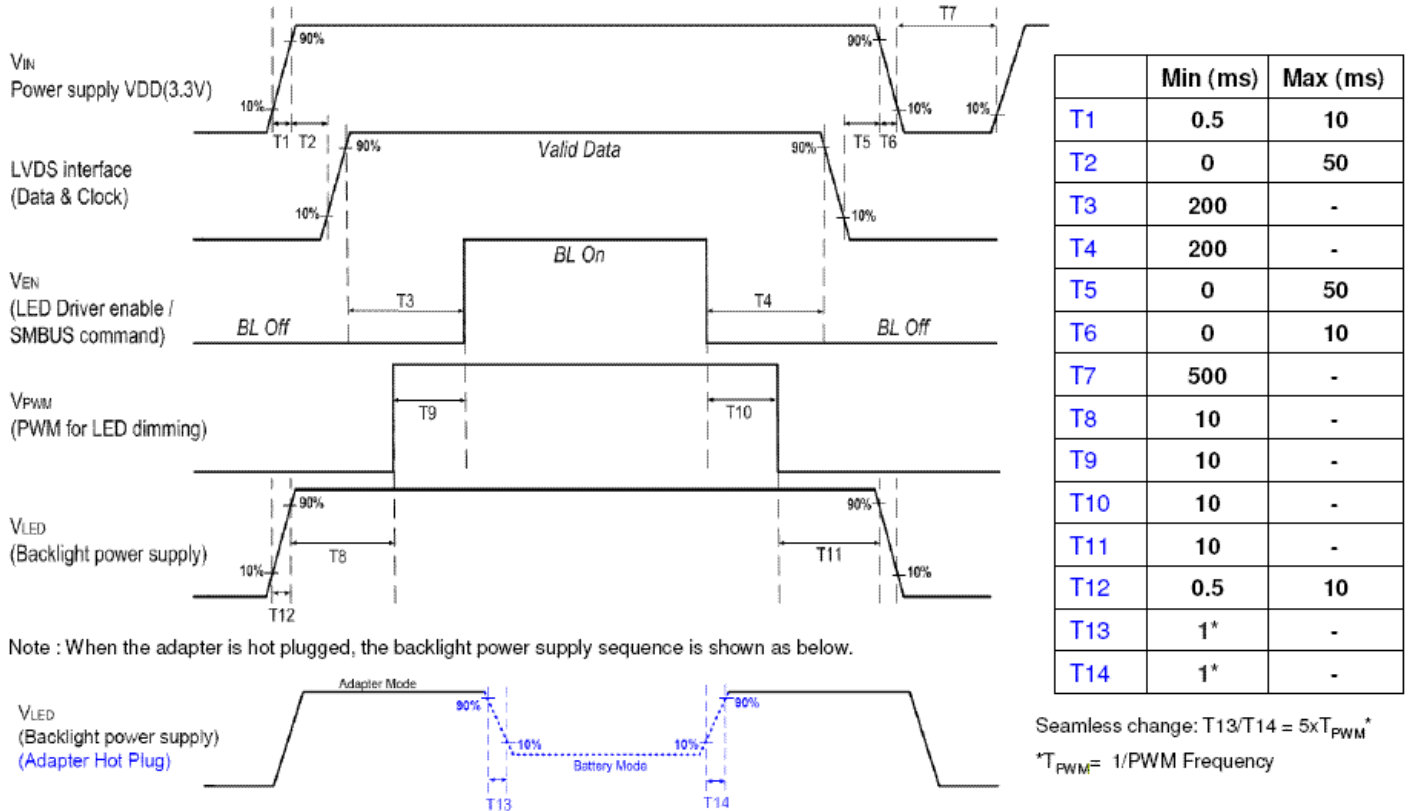 T7
90%
90%
VIN
Power supply VDD(3.3V)
10%
10%
10%
T1
T2
T5
T6
90%
Valid Data
90%
LVDS interface
(Data & Clock)
10%
10%
BL On
VEN
(LED Driver enable /
SMBUS command)
BL Off
T3
T4
BL Off
VPWM
(PWM for LED dimming)
T9
T10
90%
90%
VLED
(Backlight power supply)
T8
T11
10%
10%
T12
Note : When the adapter is hot plugged, the backlight power supply sequence is shown as below.
Adapter Mode
90%
90%
VLED
(Backlight power supply)
(Adapter Hot Plug)
10%
10%
Battery Mode
T13
T14
Min (ms) Max (ms)
T1 0.5 10
T2 0 50
T3 200 -
T4 200 -
T5 0 50
T6 0 10
T7 500 -
T8 10 -
T9 10 -
T10 10 -
T11 10 -
T12 0.5 10
T13 1* -
T14 1* -
Seamless change: T13/T14 = 5xTPWM*
*TPWM= 1/PWM Frequency